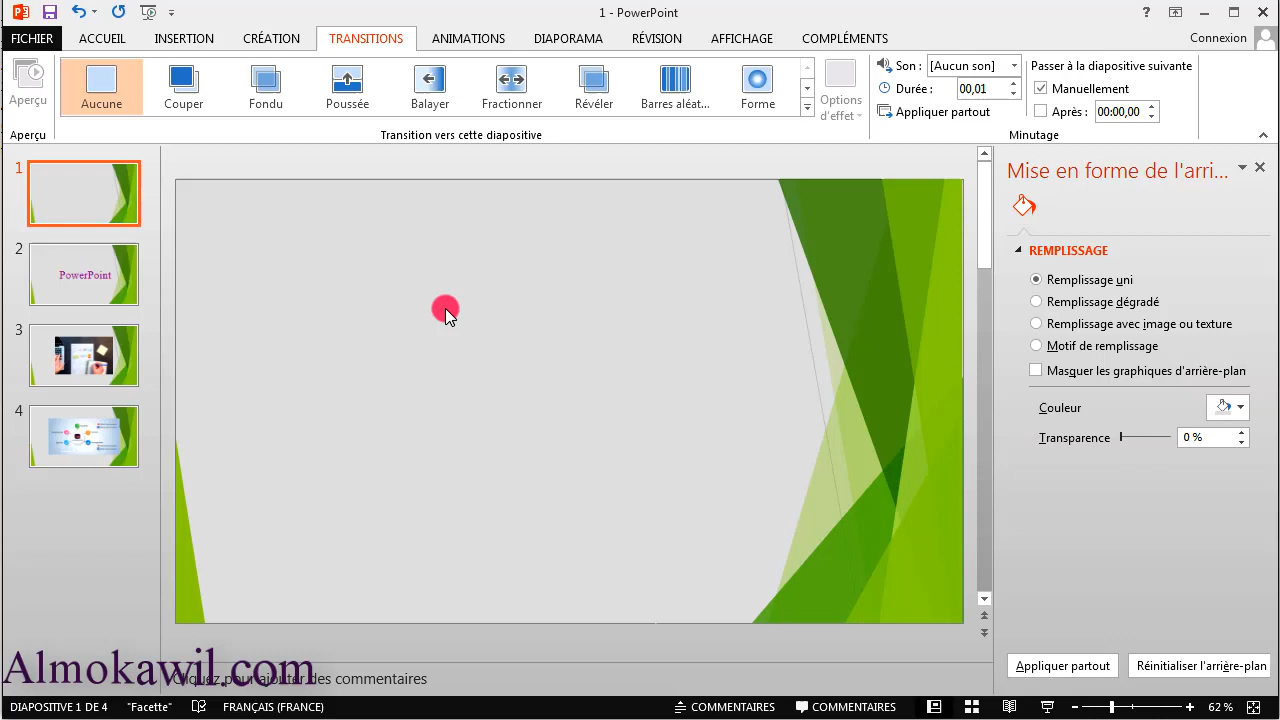 1 - PowerPoint
FICHIER ACCUEIL INSERTION CRÉATION TRANSITIONS ANIMATIONS DIAPORAMA RÉVISION AFFICHAGE COMPLÉMENTS Connexion
Aperçu
Aucune Couper Fondu Poussée Balayer Fractionner Révéler Barres aléat... Forme
Options d'effet
Son : [Aucun son]
Durée : 00,01
Appliquer partout
Passer à la diapositive suivante
Manuellement
Après : 00:00,00
Aperçu Transition vers cette diapositive Minutage
1
2
PowerPoint
3
4
Mise en forme de l'arri...
REMPLISSAGE
Remplissage uni
Remplissage dégradé
Remplissage avec image ou texture
Motif de remplissage
Masquer les graphiques d'arrière-plan
Couleur
Transparence 0 %
Appliquer partout Réinitialiser l'arrière-plan
Almokawil.com
Cliquez pour ajouter des commentaires
DIAPOSITIVE 1 DE 4 "Facette" FRANÇAIS (FRANCE) COMMENTAIRES COMMENTAIRES 62 %